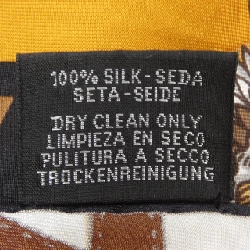 100% SILK-SEDA
SETA-SEIDE
DRY CLEAN ONLY
LIMPIEZA EN SECO
PULITURA A SECCO
TROCKENREINIGUNG